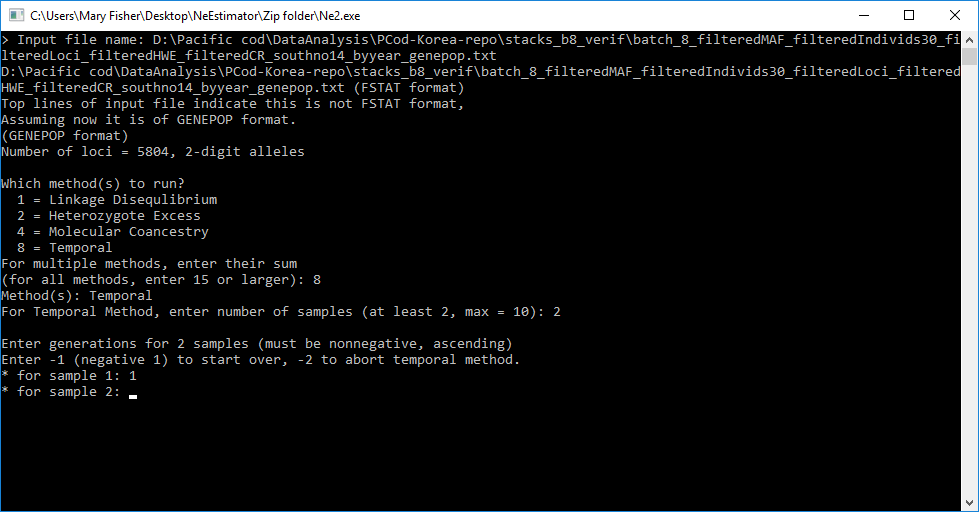 C:\Users\Mary Fisher\Desktop\NeEstimator\Zip folder\Ne2.exe
> Input file name: D:\Pacific cod\DataAnalysis\PCod-Korea-repo\stacks_b8_verif\batch_8_filteredMAF_filteredIndivids30_fi
lteredLoci_filteredHWE_filteredCR_southno14_byyear_genepop.txt
D:\Pacific cod\DataAnalysis\PCod-Korea-repo\stacks_b8_verif\batch_8_filteredMAF_filteredIndivids30_filteredLoci_filtered
HWE_filteredCR_southno14_byyear_genepop.txt (FSTAT format)
Top lines of input file indicate this is not FSTAT format,
Assuming now it is of GENEPOP format.
(GENEPOP format)
Number of loci = 5804, 2-digit alleles
Which method(s) to run?
1 = Linkage Disequlibrium
2 = Heterozygote Excess
4 = Molecular Coancestry
8 = Temporal
For multiple methods, enter their sum
(for all methods, enter 15 or larger): 8
Method(s): Temporal
For Temporal Method, enter number of samples (at least 2, max = 10): 2
Enter generations for 2 samples (must be nonnegative, ascending)
Enter -1 (negative 1) to start over, -2 to abort temporal method.
* for sample 1: 1
* for sample 2: